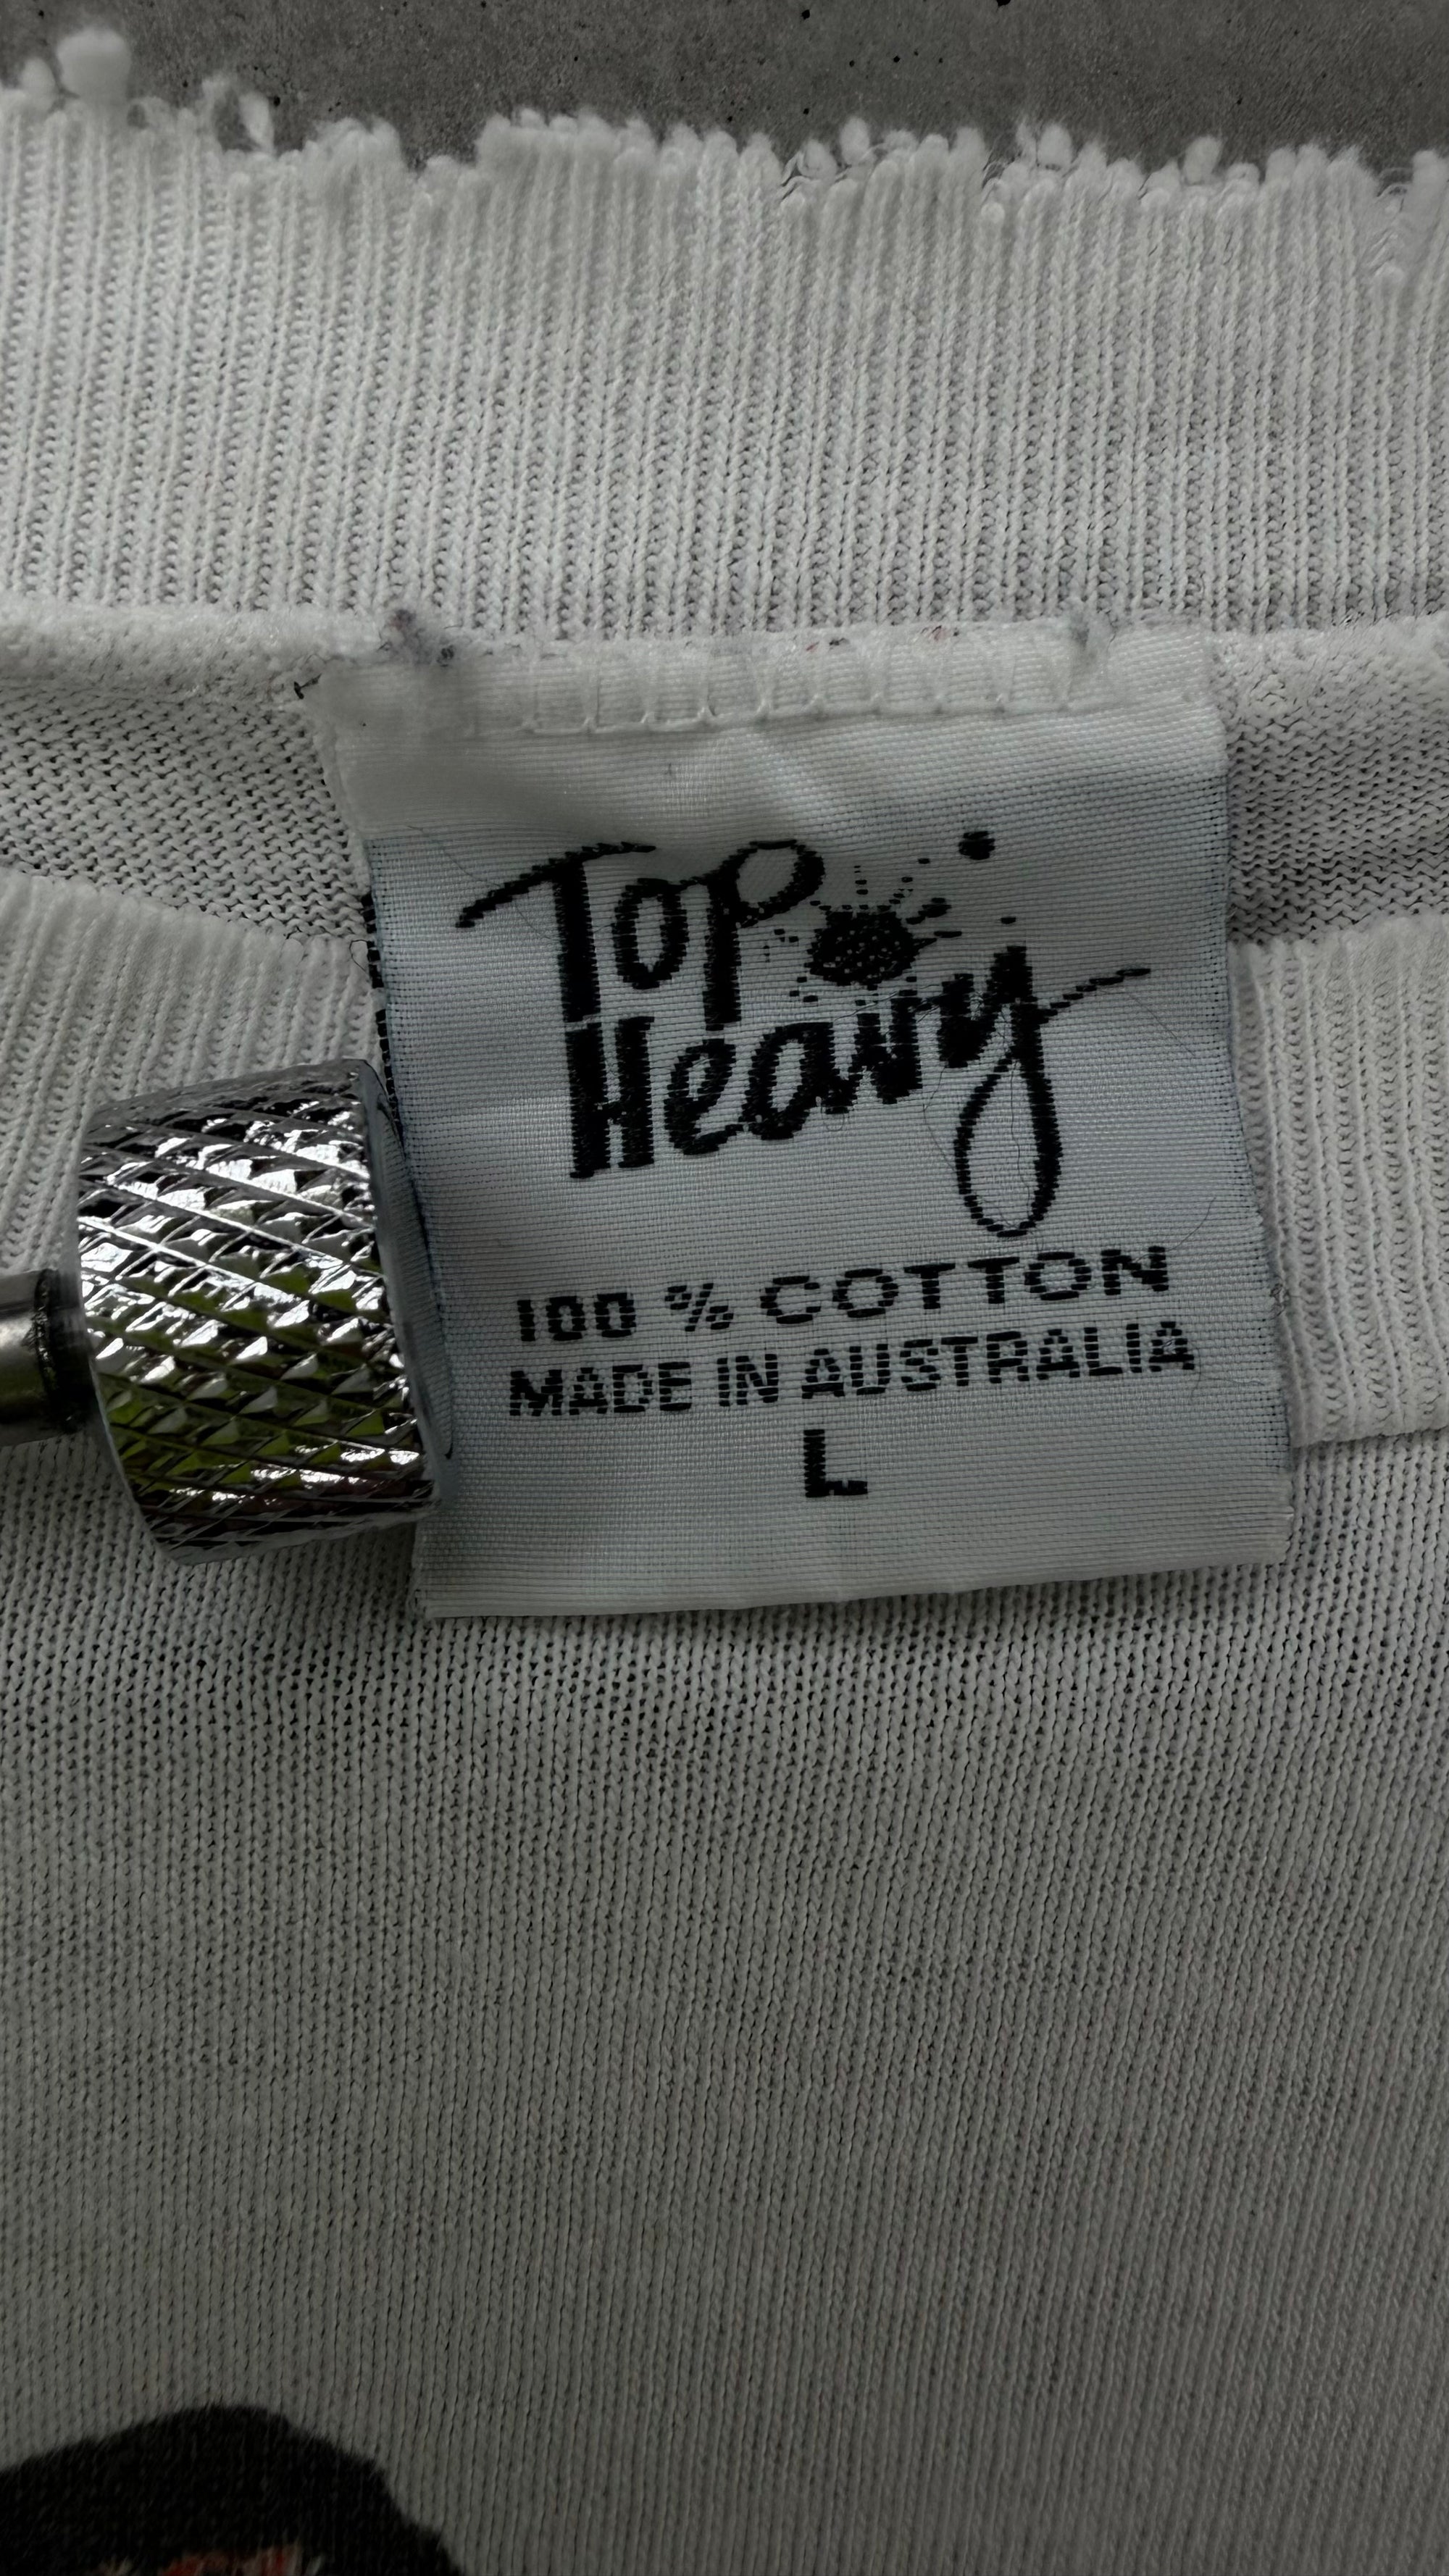 Top
Heavy
100 % COTTON
MADE IN AUSTRALIA
L